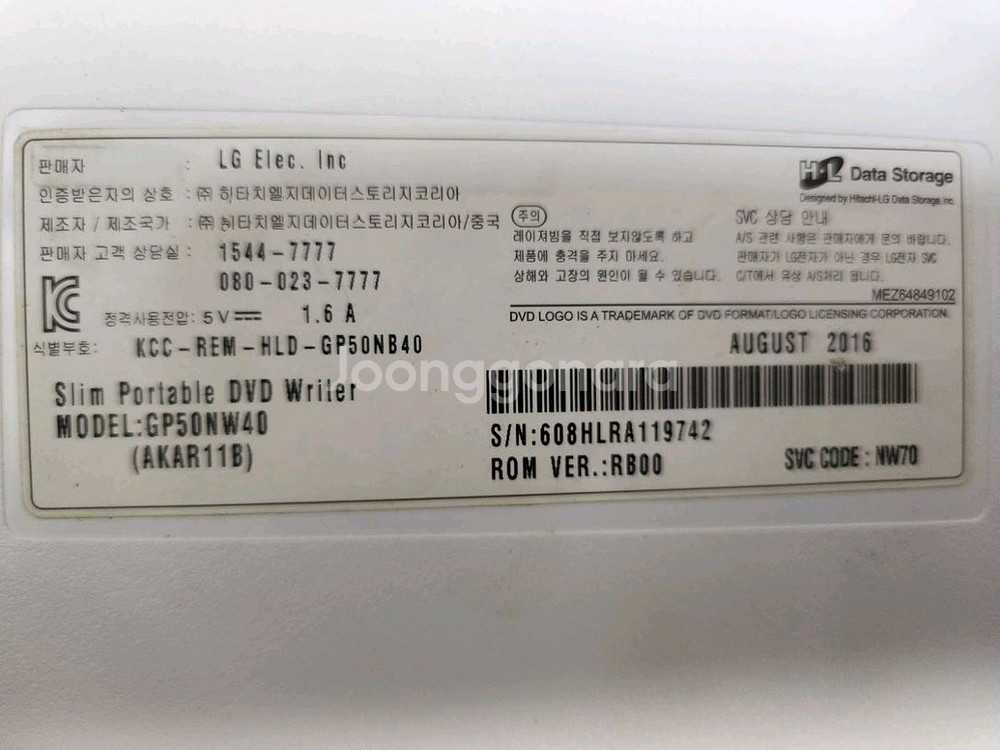 판매자 : LG Elec. Inc
인증받은자의 상호 : ㈜ 히타치엘지데이터스토리지코리아
제조자 / 제조국가 : ㈜ 히타치엘지데이터스토리지코리아/중국
판매자 고객 상담실 : 1544-7777
080-023-7777
정격사용전압: 5V 1.6 A
식별부호: KCC-REM-HLD-GP50NB40
Slim Portable DVD Writer
MODEL:GP50NW40
(AKAR11B)
H·L Data Storage
Designed by Hitachi-LG Data Storage, Inc.
주의
레이저빔을 직접 보지않도록 하고
제품에 충격을 주지 마세요.
상해와 고장의 원인이 될 수 있습니다.
SVC 상담 안내
A/S 관련 사항은 판매자에게 문의 바랍니다.
판매자가 LG전자가 아닌 경우 LG전자 SVC
C/T에서 유상 A/S처리 됩니다.
MEZ64849102
DVD LOGO IS A TRADEMARK OF DVD FORMAT/LOGO LICENSING CORPORATION.
AUGUST 2016
S/N:608HLRA119742
ROM VER.:RB00
SVC CODE : NW70
Joonggonara